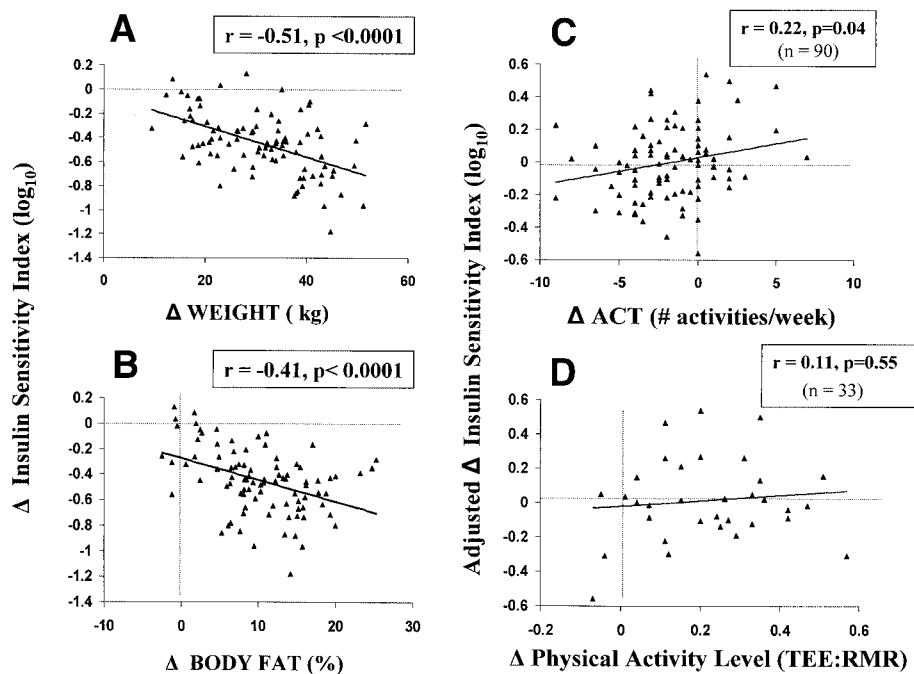 A
r = -0.51, p <0.0001
0.2
0
-0.2
-0.4
-0.6
-0.8
-1
-1.2
-1.4
0 20 40 60
Δ WEIGHT ( kg)
B
r = -0.41, p< 0.0001
0.2
0
-0.2
-0.4
-0.6
-0.8
-1
-1.2
-1.4
-10 0 10 20 30
Δ BODY FAT (%)
Δ Insulin Sensitivity Index (log10)
C
r = 0.22, p=0.04
(n = 90)
0.6
0.4
0.2
0
-0.2
-0.4
-0.6
-10 -5 0 5 10
Δ ACT (# activities/week)
D
r = 0.11, p=0.55
(n = 33)
0.6
0.4
0.2
0
-0.2
-0.4
-0.6
-0.2 0 0.2 0.4 0.6
Δ Physical Activity Level (TEE:RMR)
Adjusted Δ Insulin Sensitivity Index (log10)